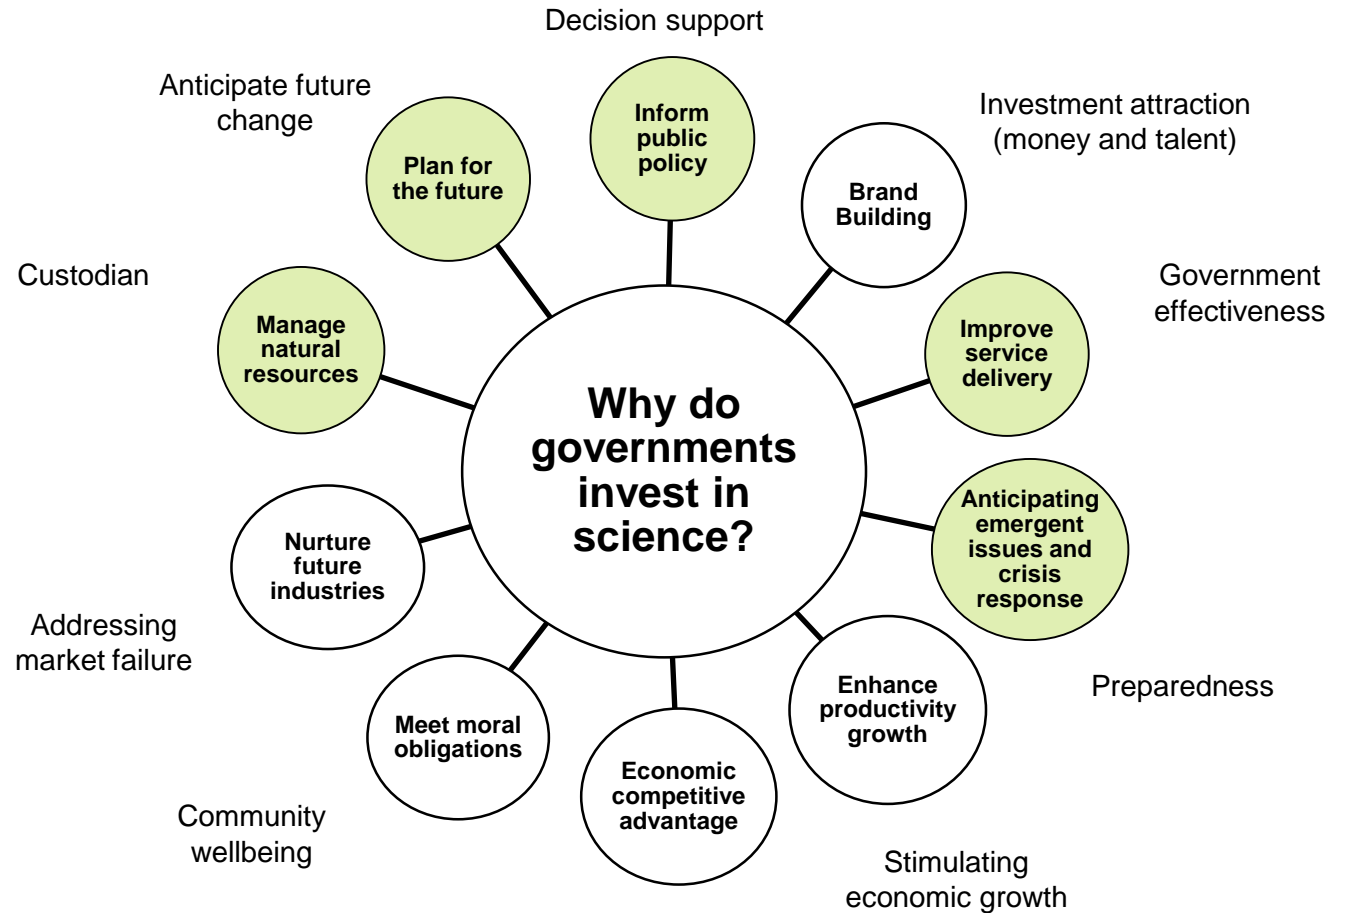 Decision support
Anticipate future
change
Investment attraction
(money and talent)
Inform
public
policy
Plan for
the future
Brand
Building
Custodian
Government
effectiveness
Manage
natural
resources
Improve
service
delivery
Why do
governments
invest in
science?
Anticipating
emergent
issues and
crisis
response
Nurture
future
industries
Addressing
market failure
Preparedness
Enhance
productivity
growth
Meet moral
obligations
Economic
competitive
advantage
Community
wellbeing
Stimulating
economic growth